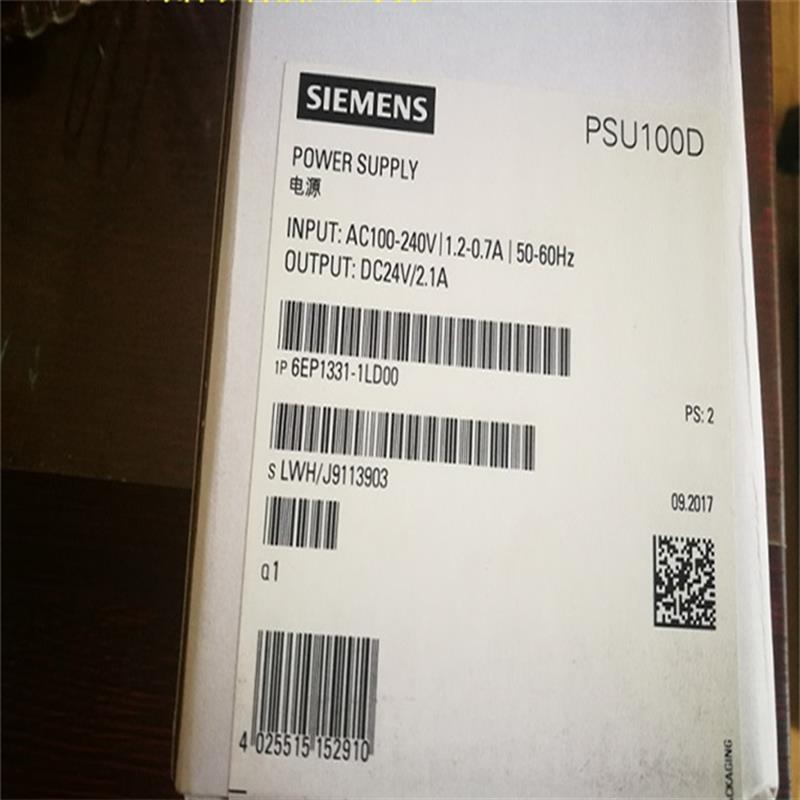 SIEMENS
PSU100D
POWER SUPPLY
电源
INPUT: AC100-240V|1.2-0.7A | 50-60Hz
OUTPUT: DC24V/2.1A
1P 6EP1331-1LD00
PS: 2
S LWH/J9113903
09.2017
Q 1
4 025515 152910